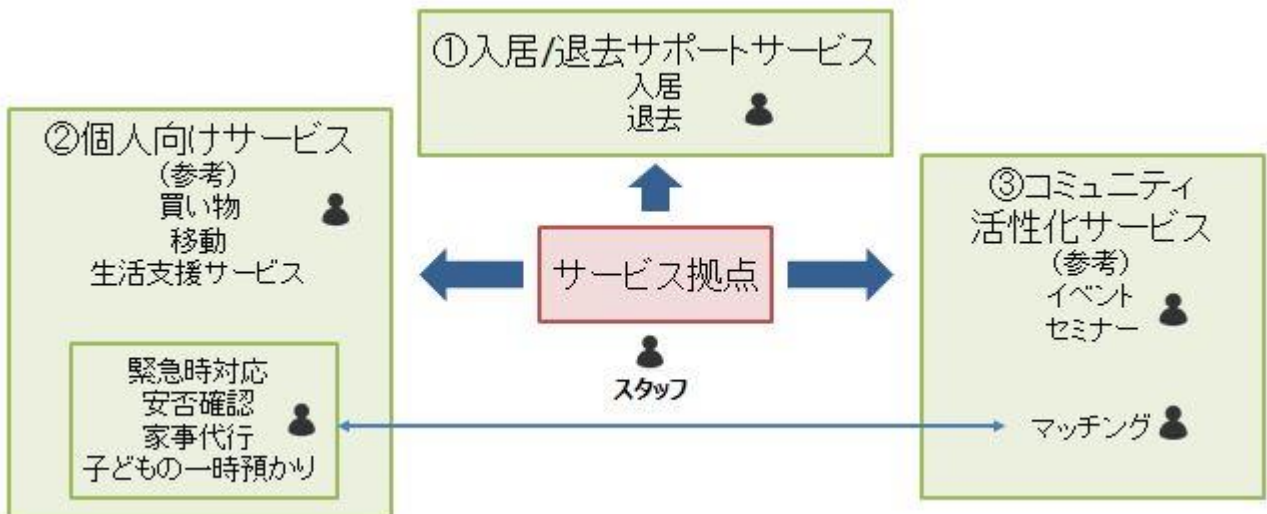 ①入居/退去サポートサービス
入居
退去
②個人向けサービス
(参考)
買い物
移動
生活支援サービス
緊急時対応
安否確認
家事代行
子どもの一時預かり
サービス拠点
スタッフ
③コミュニティ
活性化サービス
(参考)
イベント
セミナー
マッチング